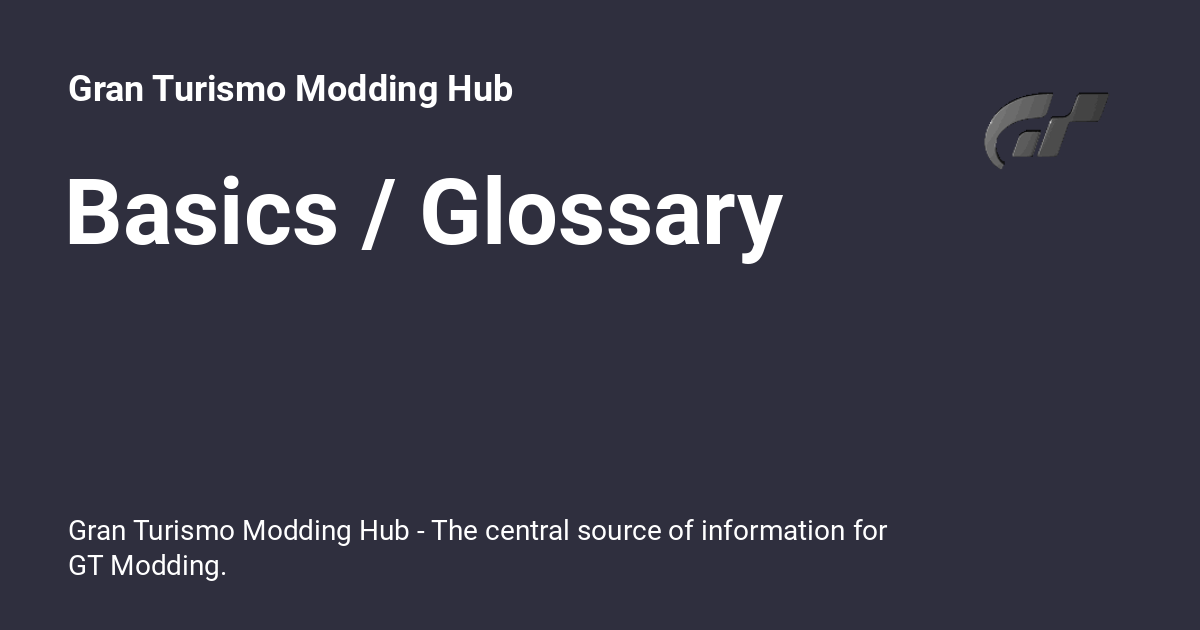 Gran Turismo Modding Hub
Basics / Glossary
Gran Turismo Modding Hub - The central source of information for
GT Modding.